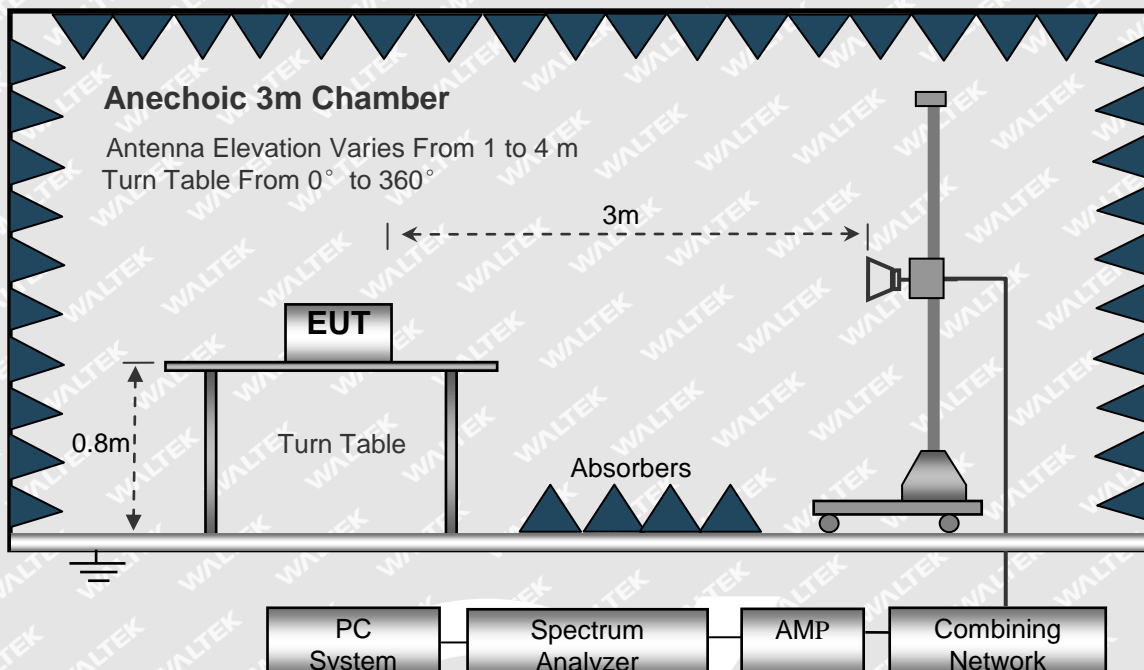 Anechoic 3m Chamber
Antenna Elevation Varies From 1 to 4 m
Turn Table From 0° to 360°
3m
EUT
0.8m
Turn Table
Absorbers
PC
System
Spectrum
Analyzer
AMP
Combining
Network
WALTEK